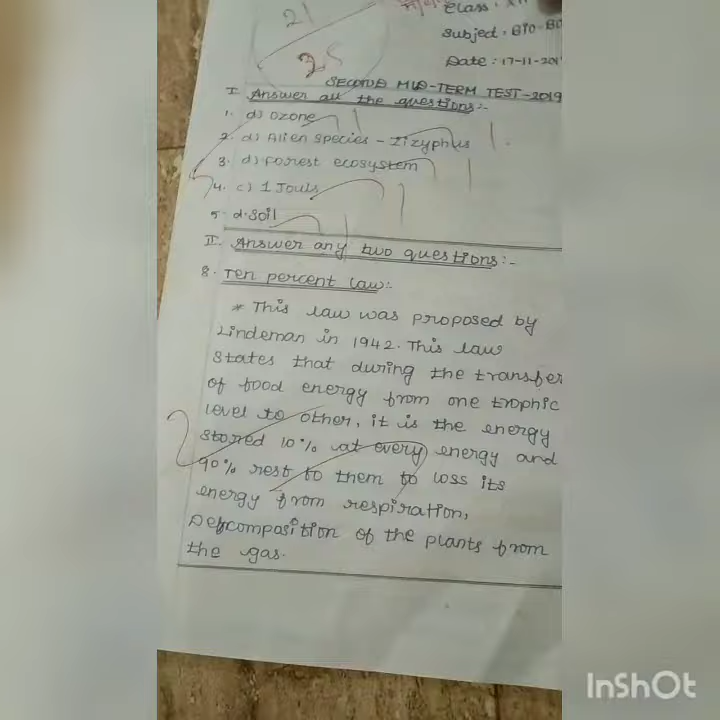 21
25
Class: XII
Subject: BIO-BO
Date: 17-11-201
SECOND MID-TERM TEST-2019
I. Answer all the questions:-
1. d) ozone
2. d) Alien species - Zizyphus
3. d) forest ecosystem
4. c) 1 Jouls
5. d. soil
II. Answer any two questions:-
8. Ten percent Law:-
* This law was proposed by
Lindeman in 1942. This law
states that during the transfer
of food energy from one trophic
level to other, it is the energy
stored 10% at every energy and
90% rest to them to loss its
energy from respiration,
Decomposition of the plants from
the gas.
InShOt